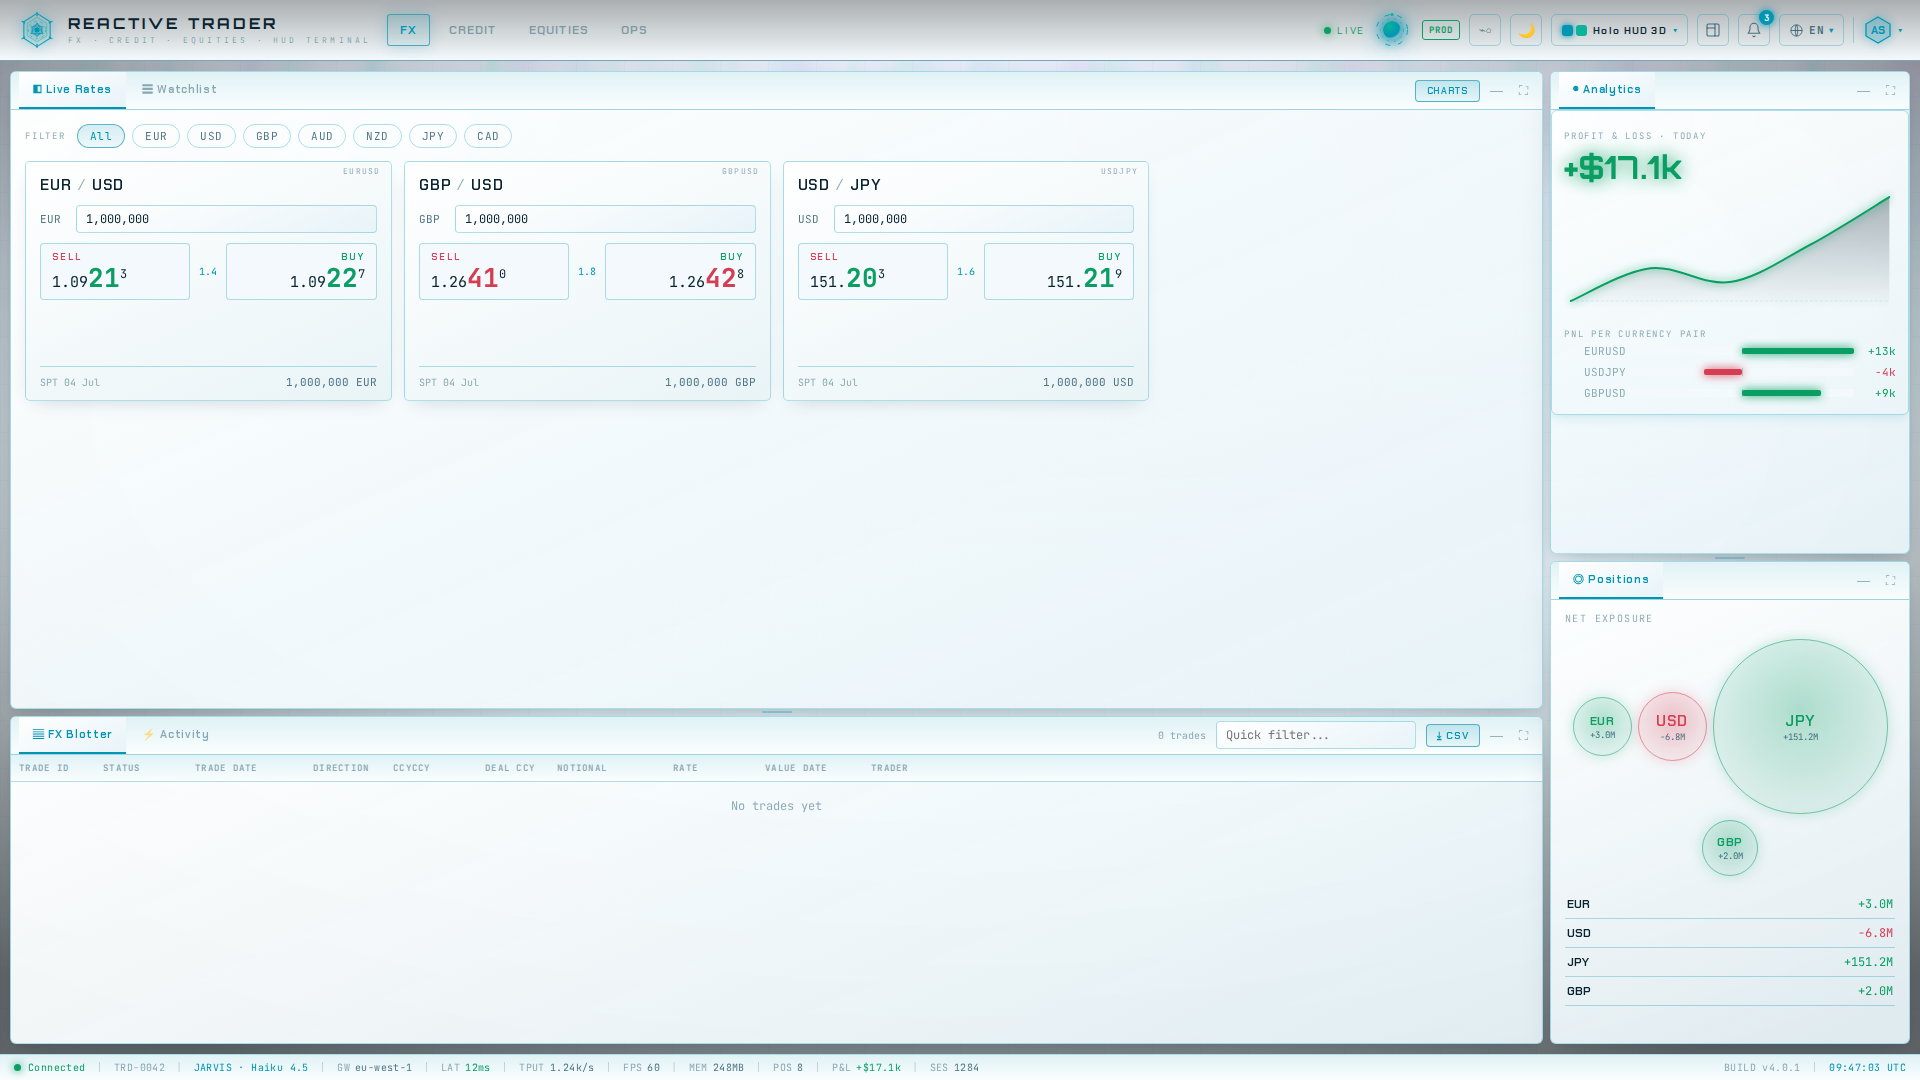 REACTIVE TRADER
FX · CREDIT · EQUITIES · HUD TERMINAL
FX CREDIT EQUITIES OPS
LIVE PROD Holo HUD 3D 3 EN AS
Live Rates Watchlist CHARTS
FILTER All EUR USD GBP AUD NZD JPY CAD
EURUSD
EUR / USD
EUR 1,000,000
SELL 1.09213
1.4
BUY 1.09227
SPT 04 Jul 1,000,000 EUR
GBPUSD
GBP / USD
GBP 1,000,000
SELL 1.26410
1.8
BUY 1.26428
SPT 04 Jul 1,000,000 GBP
USDJPY
USD / JPY
USD 1,000,000
SELL 151.203
1.6
BUY 151.219
SPT 04 Jul 1,000,000 USD
FX Blotter Activity 0 trades Quick filter... CSV
TRADE ID STATUS TRADE DATE DIRECTION CCYCCY DEAL CCY NOTIONAL RATE VALUE DATE TRADER
No trades yet
Analytics
PROFIT & LOSS · TODAY
+$17.1k
PNL PER CURRENCY PAIR
EURUSD +13k
USDJPY -4k
GBPUSD +9k
Positions
NET EXPOSURE
EUR
+3.0M
USD
-6.8M
JPY
+151.2M
GBP
+2.0M
EUR +3.0M
USD -6.8M
JPY +151.2M
GBP +2.0M
Connected TRD-0042 JARVIS · Haiku 4.5 GW eu-west-1 LAT 12ms TPUT 1.24k/s FPS 60 MEM 248MB POS 8 P&L +$17.1k SES 1284 BUILD v4.0.1 09:47:03 UTC